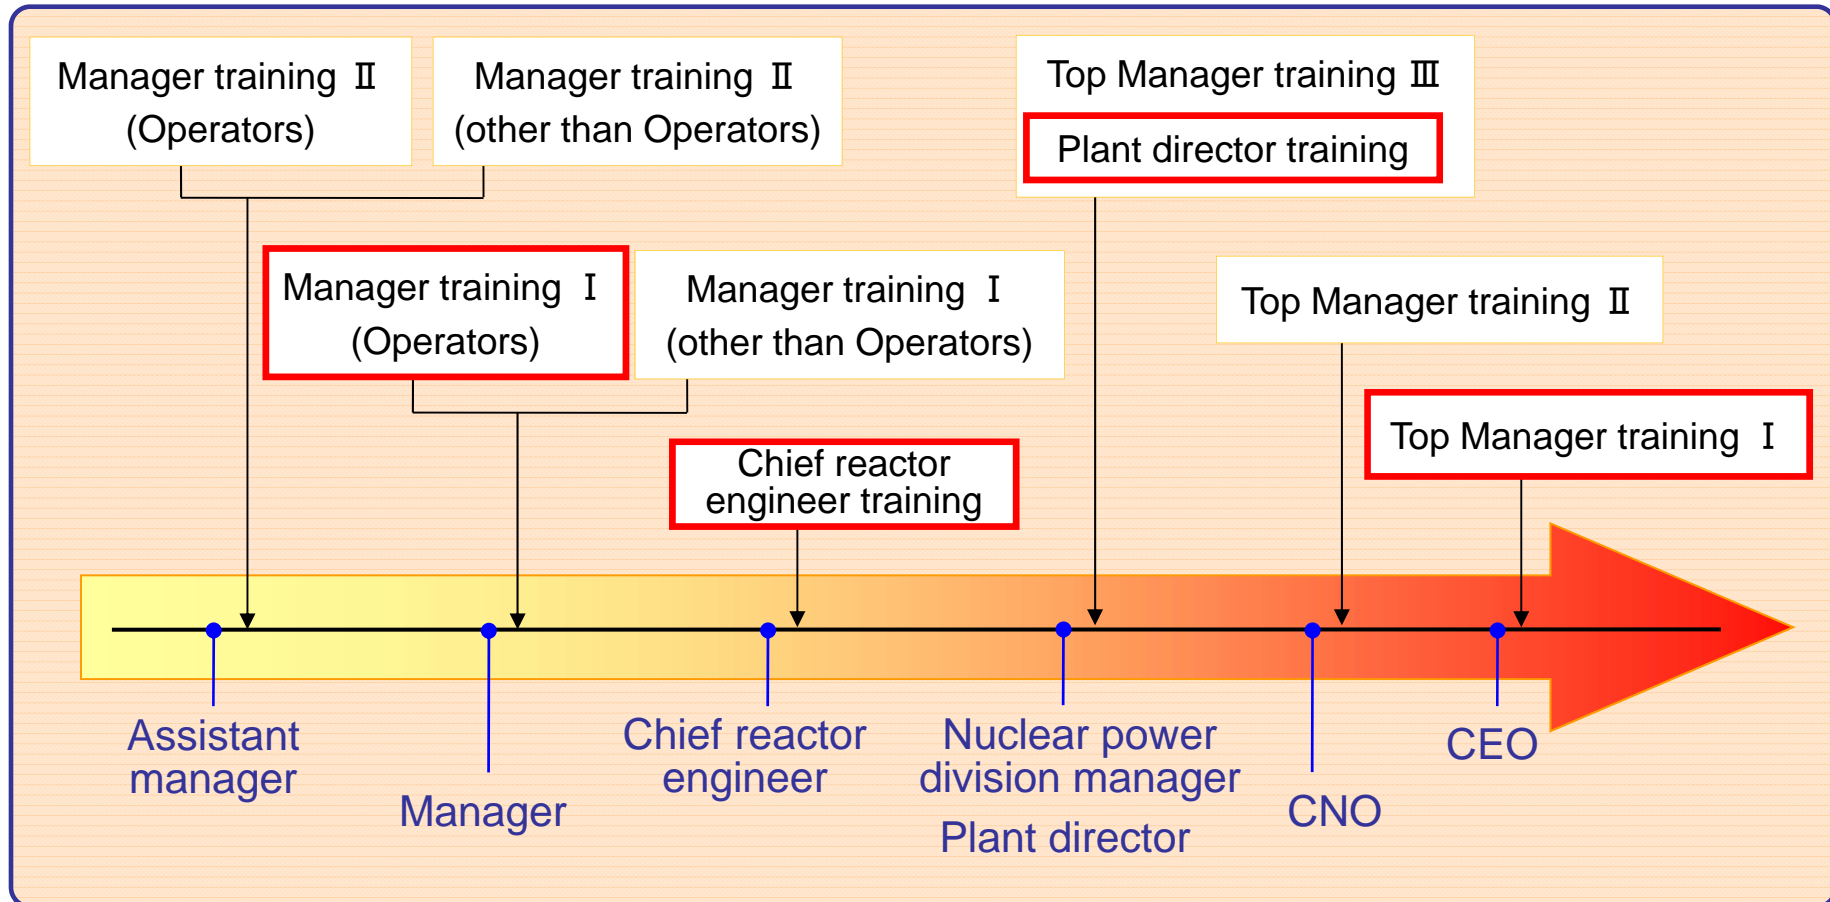 Manager training Ⅱ
(Operators)
Manager training Ⅱ
(other than Operators)
Top Manager training Ⅲ
Plant director training
Manager training Ⅰ
(Operators)
Manager training Ⅰ
(other than Operators)
Top Manager training Ⅱ
Top Manager training Ⅰ
Chief reactor
engineer training
Assistant
manager
Manager
Chief reactor
engineer
Nuclear power
division manager
Plant director
CNO
CEO